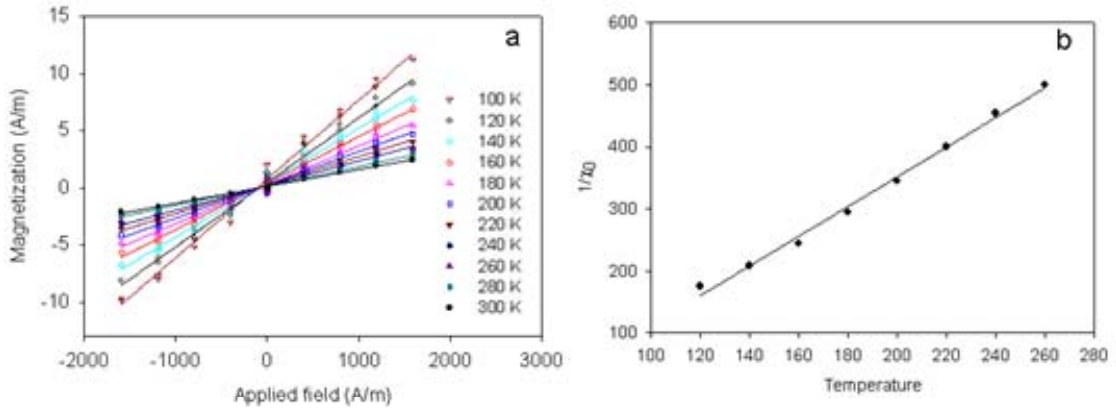 a
15
10
5
0
-5
-10
Magnetization (A/m)
-2000 -1000 0 1000 2000 3000
Applied field (A/m)
100 K
120 K
140 K
160 K
180 K
200 K
220 K
240 K
260 K
280 K
300 K
b
600
500
400
300
200
100
1/χ0
100 120 140 160 180 200 220 240 260 280
Temperature